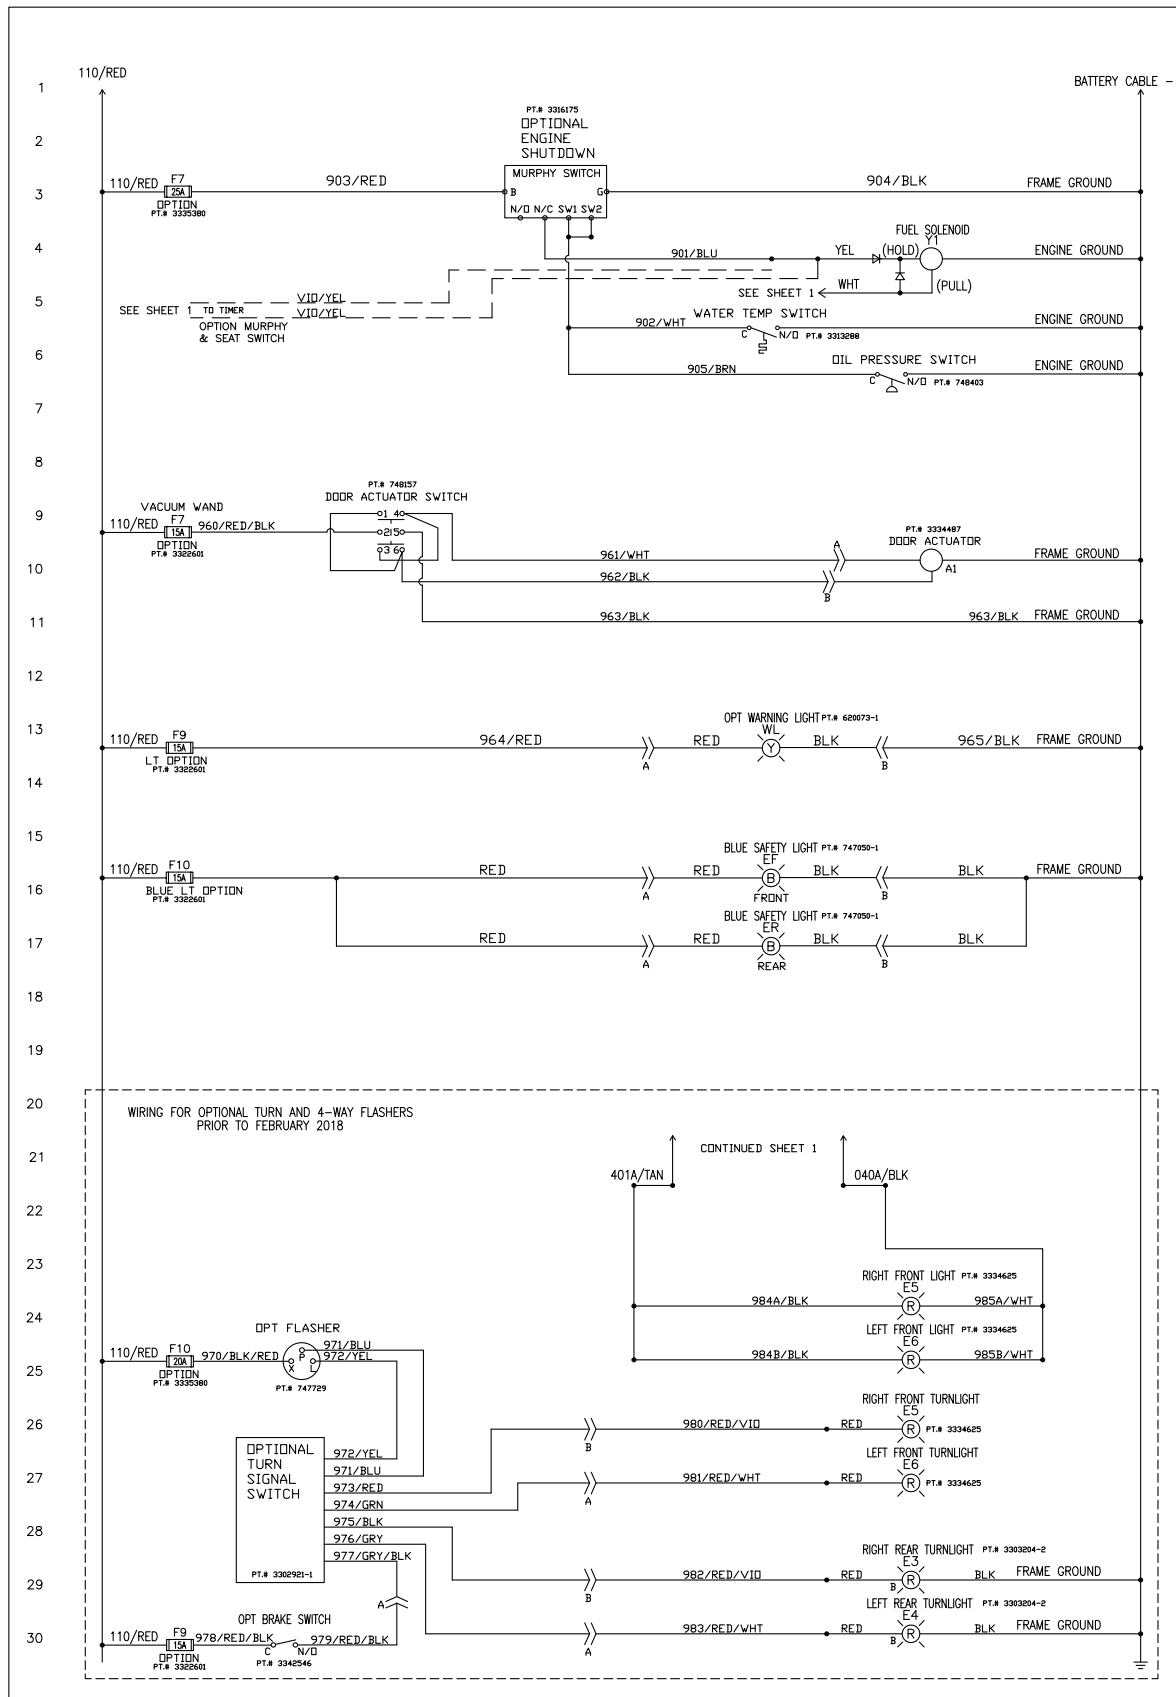 110/RED
BATTERY CABLE -
1
PT.# 3316175
2
OPTIONAL
ENGINE
SHUTDOWN
MURPHY SWITCH
3
110/RED F7 903/RED B G 904/BLK FRAME GROUND
25A
OPTION
PT.# 3335380
N/O N/C SW1 SW2
4
FUEL SOLENOID
Y1
901/BLU YEL (HOLD) ENGINE GROUND
WHT (PULL)
SEE SHEET 1
5
VIO/YEL
SEE SHEET 1 TO TIMER VIO/YEL
OPTION MURPHY
& SEAT SWITCH
WATER TEMP SWITCH
902/WHT C N/O PT.# 3313288 ENGINE GROUND
6
OIL PRESSURE SWITCH
905/BRN C N/O PT.# 748403 ENGINE GROUND
7
8
PT.# 748157
DOOR ACTUATOR SWITCH
VACUUM WAND
9
110/RED F7 960/RED/BLK
15A
OPTION
PT.# 3322601
1 4
2 5
3 6
PT.# 3334487
DOOR ACTUATOR
961/WHT A A1 FRAME GROUND
10
962/BLK B
11
963/BLK 963/BLK FRAME GROUND
12
OPT WARNING LIGHT PT.# 620073-1
WL
13
110/RED F9 964/RED A RED Y BLK B 965/BLK FRAME GROUND
15A
LT OPTION
PT.# 3322601
14
15
BLUE SAFETY LIGHT PT.# 747050-1
EF
110/RED F10 RED A RED B BLK B BLK FRAME GROUND
15A
16
BLUE LT OPTION
PT.# 3322601
FRONT
BLUE SAFETY LIGHT PT.# 747050-1
ER
17
RED A RED B BLK B BLK
REAR
18
19
20
WIRING FOR OPTIONAL TURN AND 4-WAY FLASHERS
PRIOR TO FEBRUARY 2018
21
CONTINUED SHEET 1
401A/TAN 040A/BLK
22
23
RIGHT FRONT LIGHT PT.# 3334625
E5
984A/BLK R 985A/WHT
24
LEFT FRONT LIGHT PT.# 3334625
E6
984B/BLK R 985B/WHT
OPT FLASHER
25
110/RED F10 970/BLK/RED X P L 971/BLU
972/YEL
20A
OPTION
PT.# 3335380
PT.# 747729
26
RIGHT FRONT TURNLIGHT
E5
980/RED/VIO B RED R PT.# 3334625
OPTIONAL
TURN
SIGNAL
SWITCH
972/YEL
971/BLU
973/RED
974/GRN
975/BLK
976/GRY
977/GRY/BLK
PT.# 3302921-1
27
LEFT FRONT TURNLIGHT
E6
981/RED/WHT A RED R PT.# 3334625
28
RIGHT REAR TURNLIGHT PT.# 3303204-2
E3
29
982/RED/VIO B RED B R BLK FRAME GROUND
A
LEFT REAR TURNLIGHT PT.# 3303204-2
E4
30
983/RED/WHT A RED B R BLK FRAME GROUND
OPT BRAKE SWITCH
110/RED F9 978/RED/BLK C N/O 979/RED/BLK
15A
OPTION
PT.# 3322601
PT.# 3342546